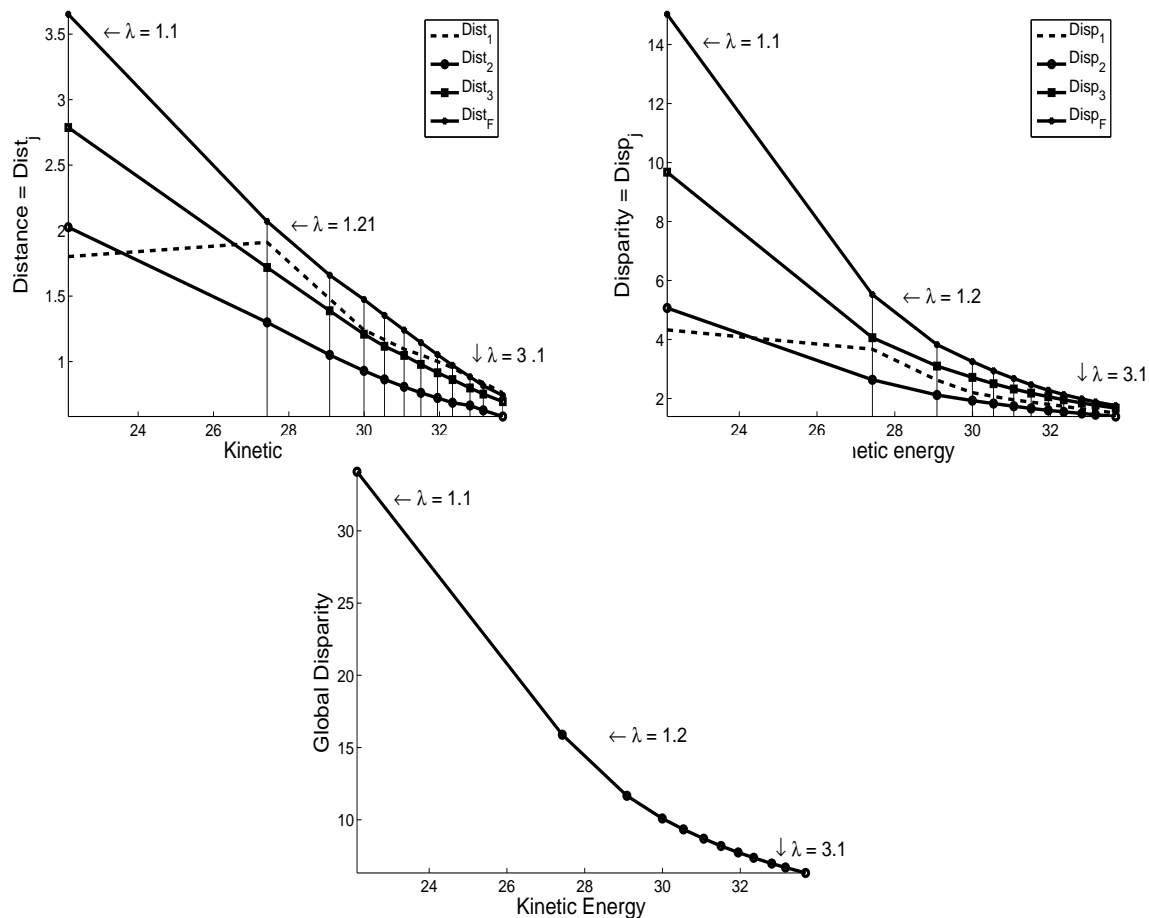 3.5
3
2.5
2
1.5
1
Distance = Dist_j
24 26 28 30 32
Kinetic
← λ = 1.1
← λ = 1.21
↓ λ = 3 .1
Dist_1
Dist_2
Dist_3
Dist_F
14
12
10
8
6
4
2
Disparity = Disp_j
24 26 28 30 32
netic energy
← λ = 1.1
← λ = 1.2
↓ λ = 3.1
Disp_1
Disp_2
Disp_3
Disp_F
30
25
20
15
10
Global Disparity
24 26 28 30 32
Kinetic Energy
← λ = 1.1
← λ = 1.2
↓ λ = 3.1